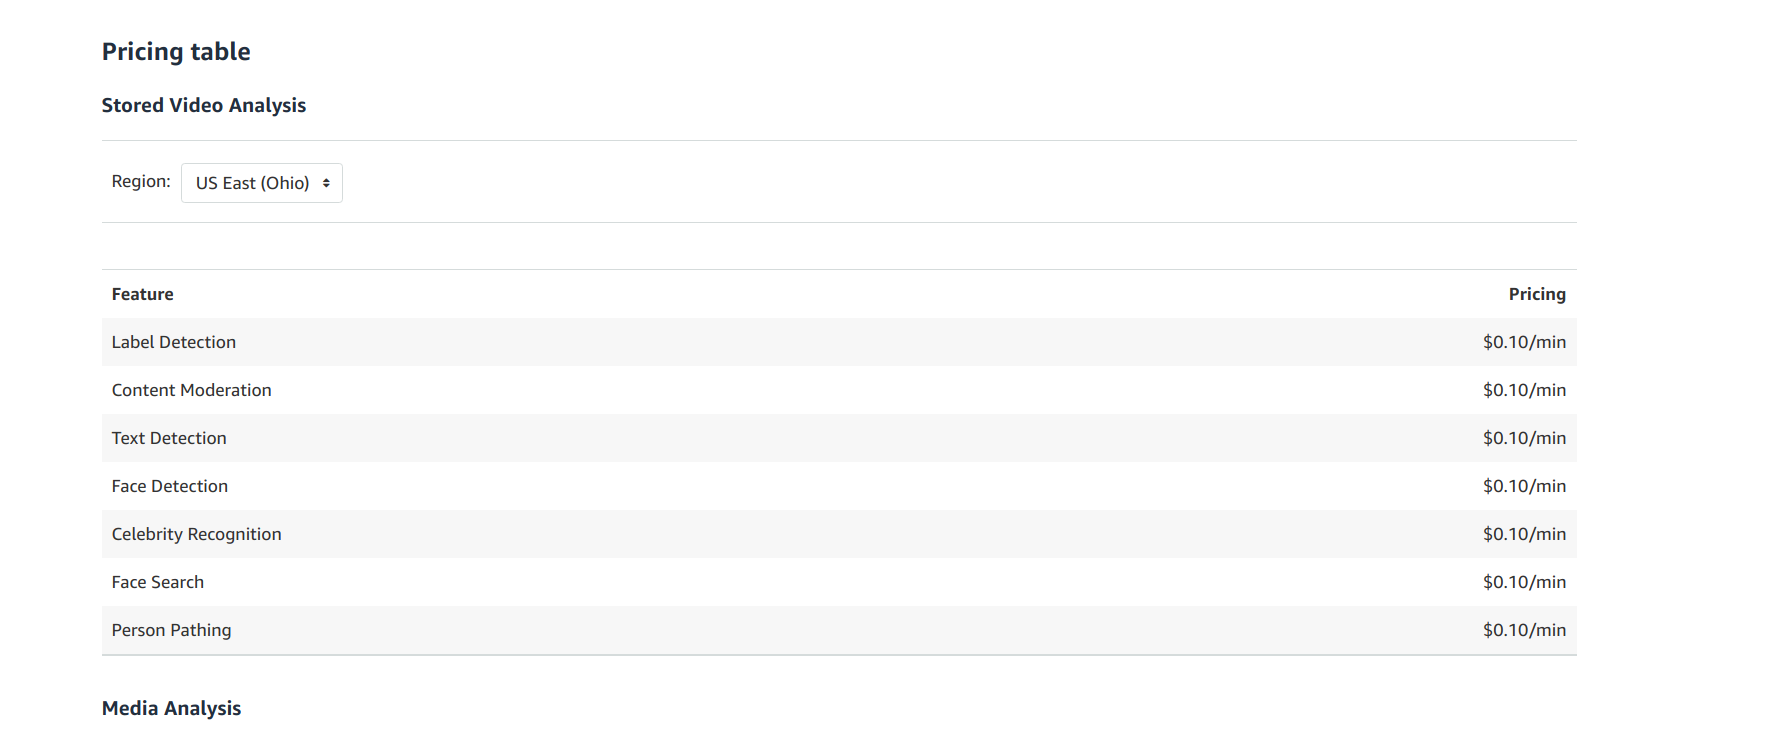 Pricing table
Stored Video Analysis
Region: US East (Ohio)
Feature Pricing
Label Detection $0.10/min
Content Moderation $0.10/min
Text Detection $0.10/min
Face Detection $0.10/min
Celebrity Recognition $0.10/min
Face Search $0.10/min
Person Pathing $0.10/min
Media Analysis